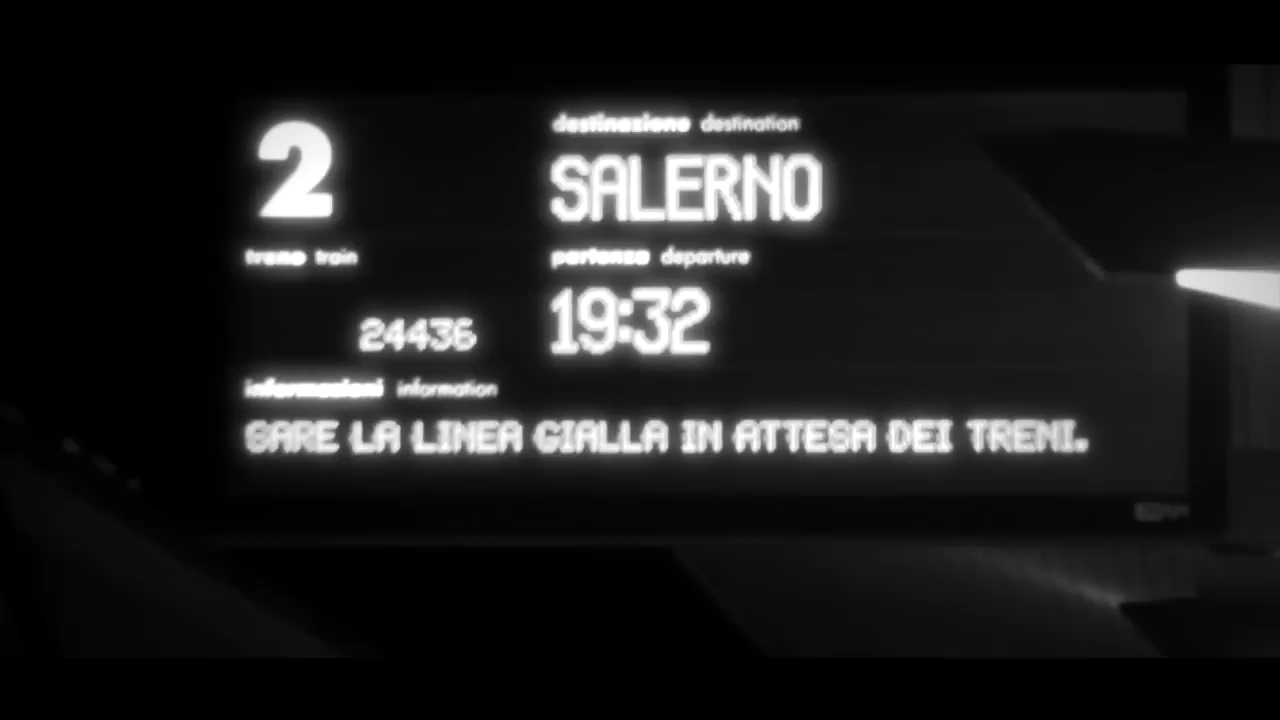 2
destinazione destination
SALERNO
treno train
partenza departure
24436
19:32
informazioni information
SARE LA LINEA GIALLA IN ATTESA DEI TRENI.